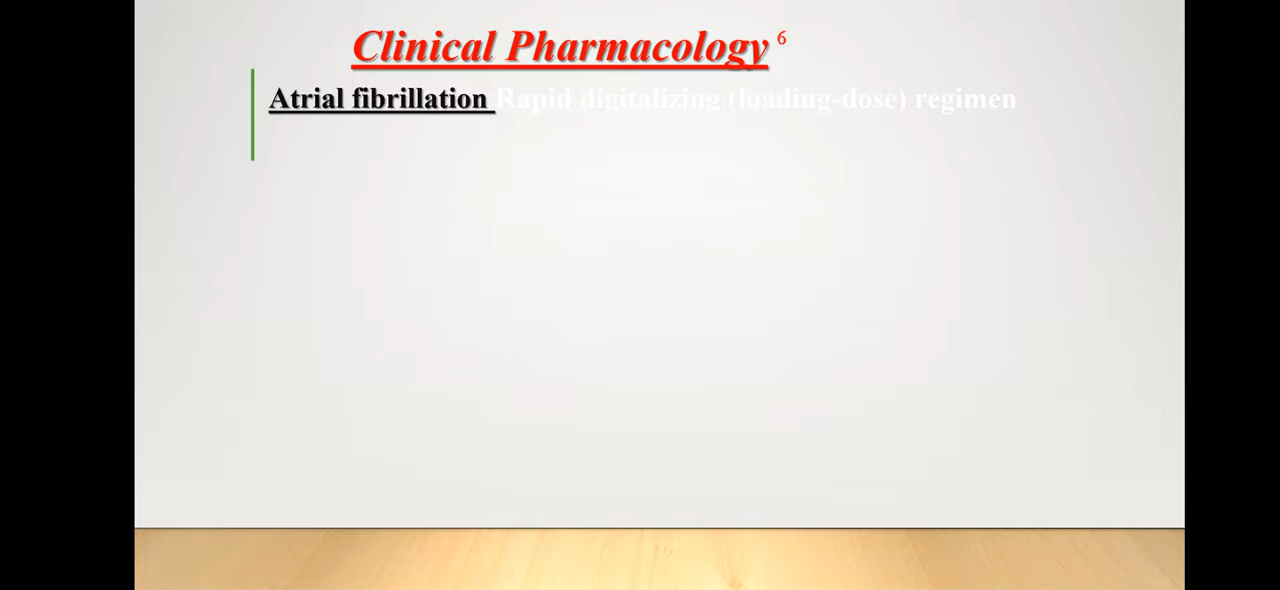 Clinical Pharmacology 6
Atrial fibrillation Rapid digitalizing (loading-dose) regimen